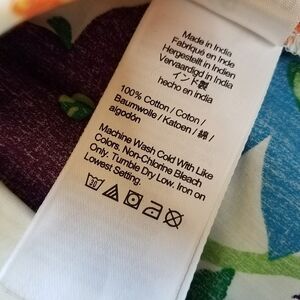 Made in India
Fabriqué en Inde
Hergestellt in Indien
Vervaardigd in India
インド製
hecho en India
100% Cotton / Coton /
Baumwolle / Katoen / 綿 /
algodón
Machine Wash Cold With Like
Colors. Non-Chlorine Bleach
Only. Tumble Dry Low. Iron on
Lowest Setting.